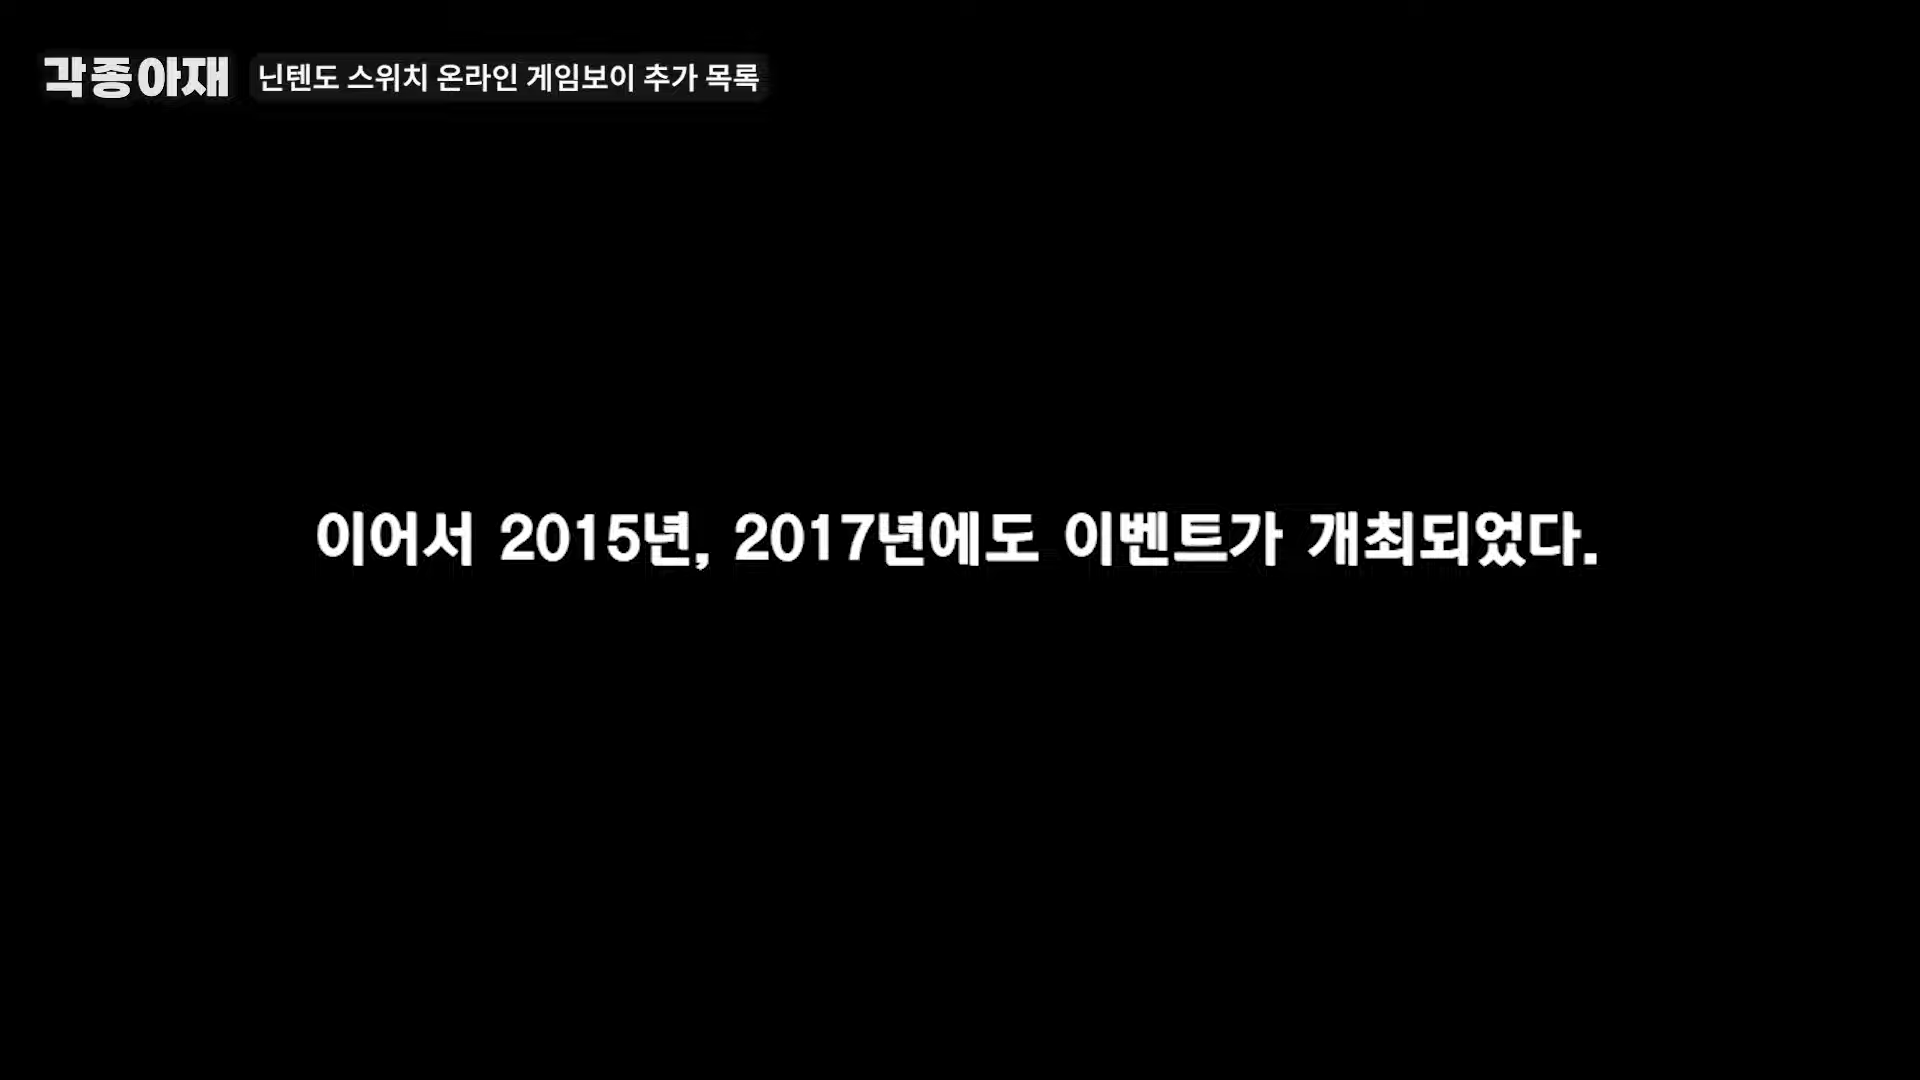 각종아재 닌텐도 스위치 온라인 게임보이 추가 목록
이어서 2015년, 2017년에도 이벤트가 개최되었다.